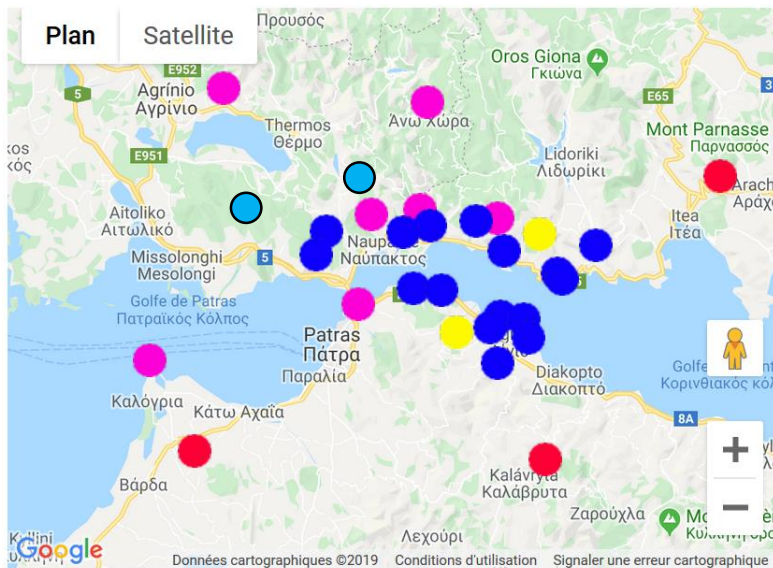 Plan
Satellite
Προυσός
Oros Giona
Γκιώνα
E952
5
Agrínio
Αγρίνιο
E65
Thermos
Θέρμο
Άνω Χώρα
Mont Parnasse
Παρνασσός
E951
Lidoriki
Λιδωρίκι
Aitoliko
Αιτωλικό
Itea
Ιτέα
Missolonghi
Mesolongi
5
Ναύπακτος
Golfe de Patras
Πατραϊκός Κόλπος
Patras
Πάτρα
Παραλία
Diakopto
Διακοπτό
Καλόγρια
Κάτω Αχαΐα
8A
Βάρδα
Kalávryta
Καλάβρυτα
Ζαρούχλα
Λεχούρι
Google
Données cartographiques ©2019
Conditions d'utilisation
Signaler une erreur cartographique